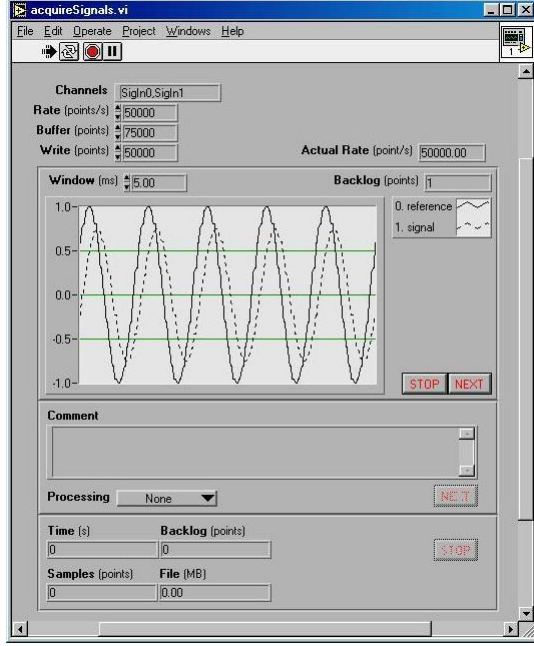 acquireSignals.vi
File Edit Operate Project Windows Help
1
Channels SigIn0,SigIn1
Rate (points/s) 50000
Buffer (points) 75000
Write (points) 50000
Actual Rate (point/s) 50000.00
Window (ms) 5.00
Backlog (points) 1
1.0
0.5
0.0
-0.5
-1.0
0. reference
1. signal
STOP NEXT
Comment
Processing None
NEXT
Time (s)
Backlog (points)
0
0
STOP
Samples (points)
File (MB)
0
0.00